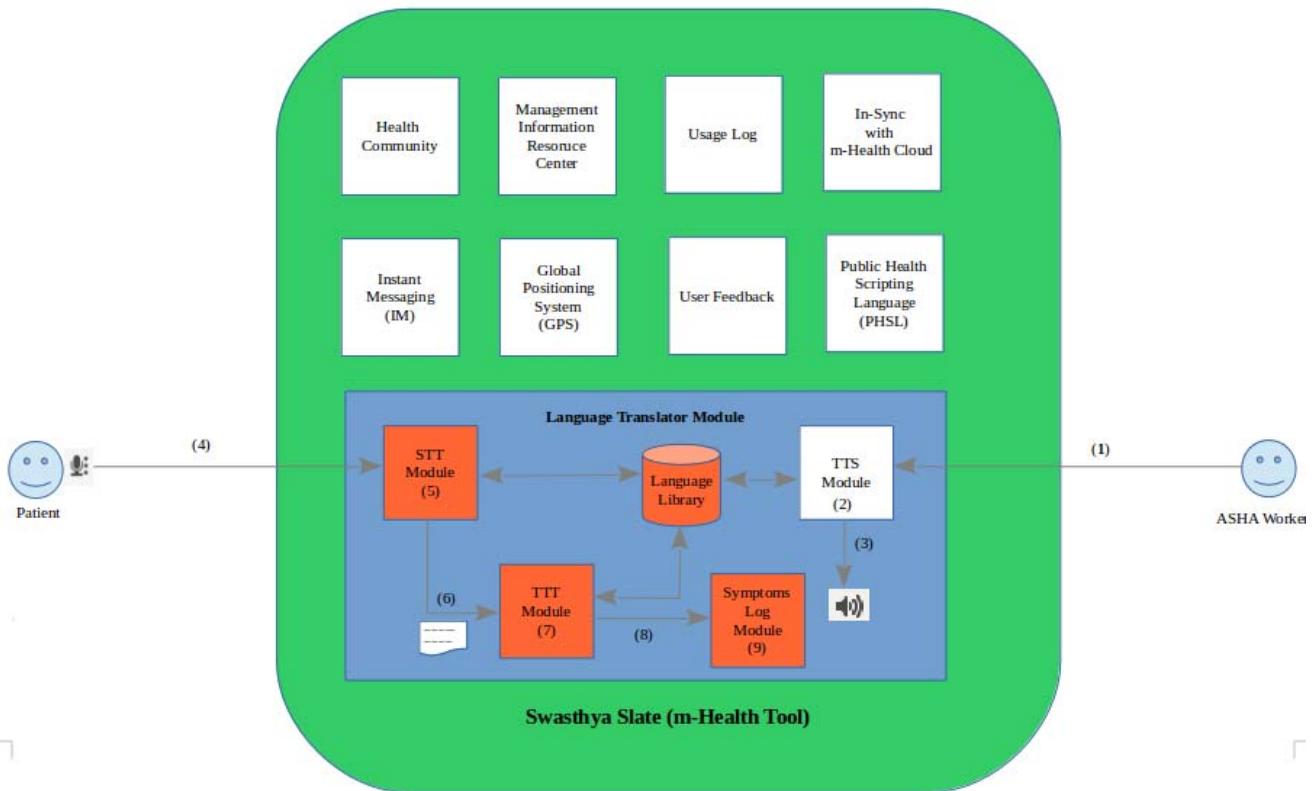 Health
Community
Management
Information
Resoruce
Center
Usage Log
In-Sync
with
m-Health Cloud
Instant
Messaging
(IM)
Global
Positioning
System
(GPS)
User Feedback
Public Health
Scripting
Language
(PHSL)
Language Translator Module
(4)
(1)
STT
Module
(5)
Language
Library
TTS
Module
(2)
Patient
ASHA Worker
(3)
(6)
TTT
Module
(7)
(8)
Symptoms
Log
Module
(9)
Swasthya Slate (m-Health Tool)